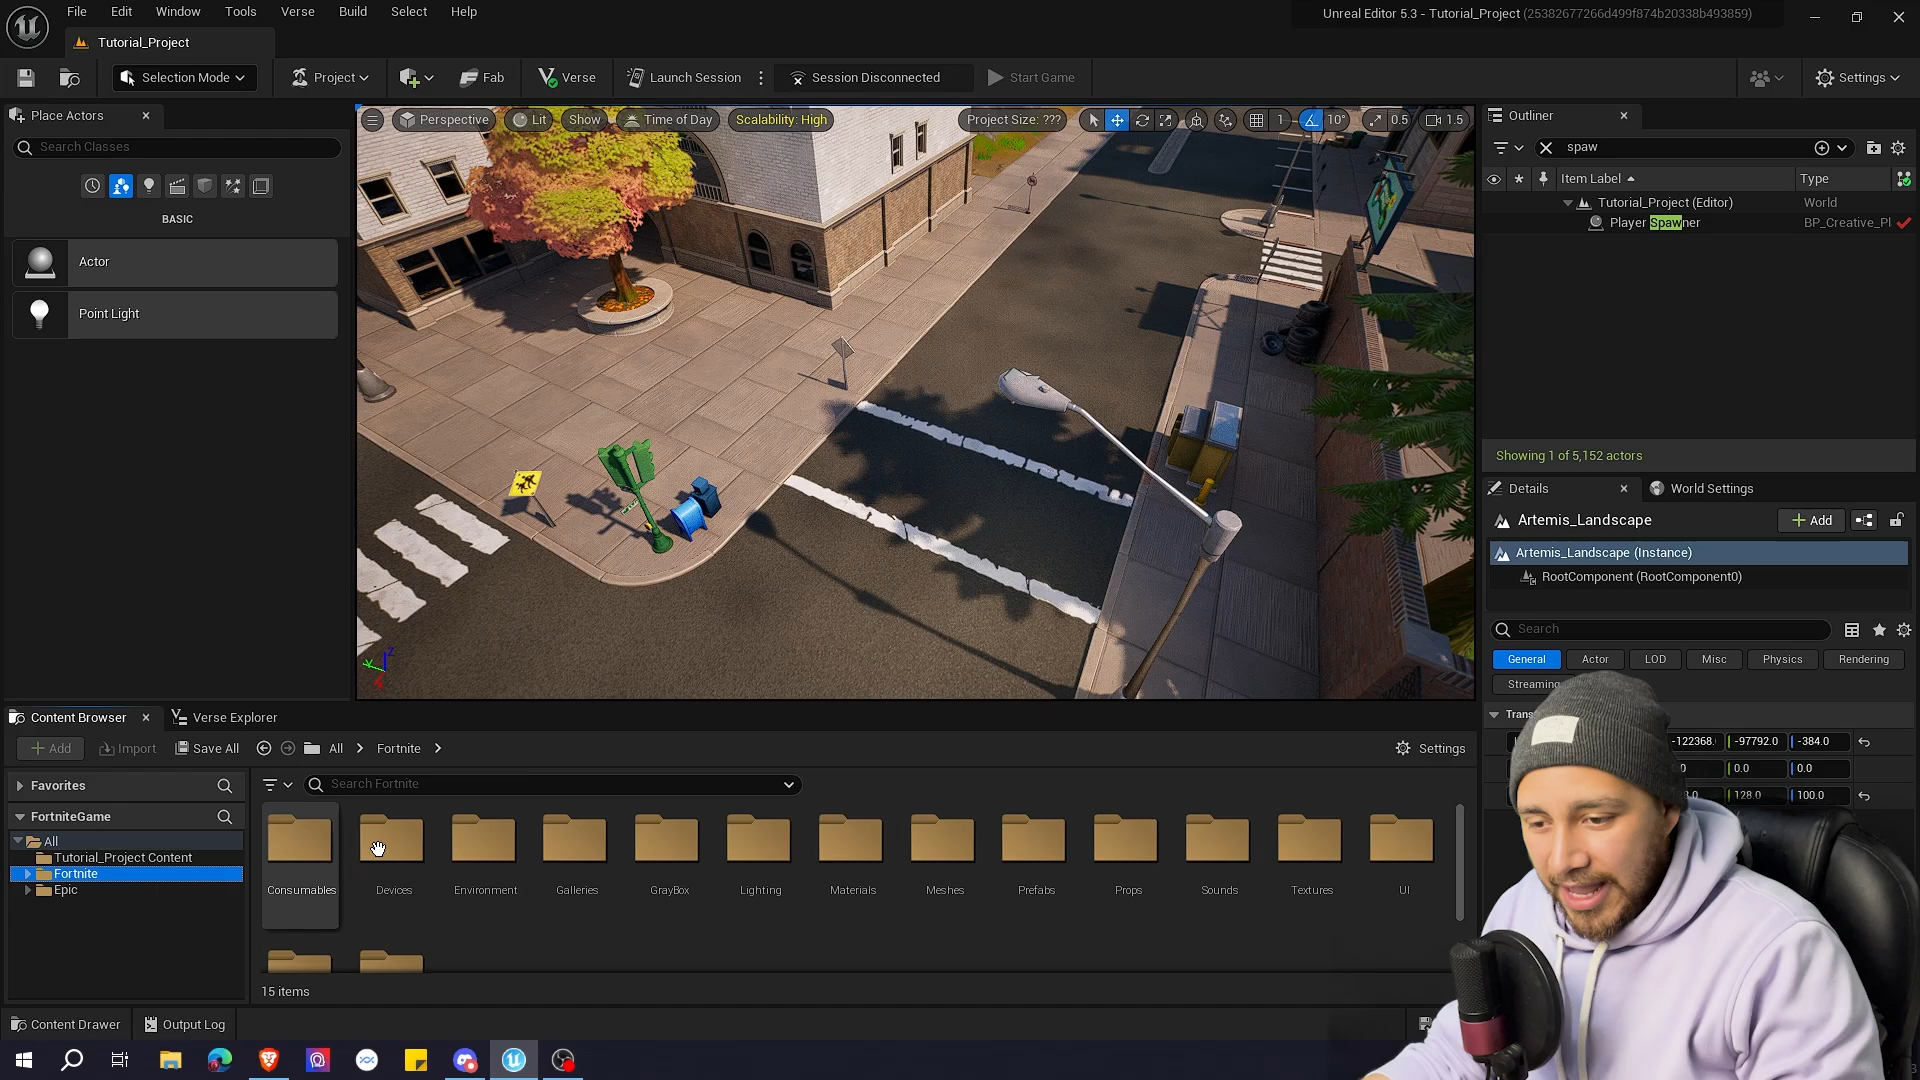 File Edit Window Tools Verse Build Select Help
Unreal Editor 5.3 - Tutorial_Project (25382677266d499f874b20338b493859)
Tutorial_Project
Selection Mode Project Fab Verse Launch Session Session Disconnected Start Game Settings
Place Actors
Search Classes
BASIC
Actor
Point Light
Perspective Lit Show Time of Day Scalability: High Project Size: ??? 1 10° 0.5 1.5
Outliner
spaw
Item Label Type
Tutorial_Project (Editor) World
Player Spawner BP_Creative_Pl
Showing 1 of 5,152 actors
Details World Settings
Artemis_Landscape Add
Artemis_Landscape (Instance)
RootComponent (RootComponent0)
Search
General Actor LOD Misc Physics Rendering
Streaming
Trans
-122368. -97792.0 -384.0
0.0 0.0
128.0 100.0
Content Browser Verse Explorer
Add Import Save All All Fortnite Settings
Favorites
Search Fortnite
FortniteGame
All
Tutorial_Project Content
Fortnite
Epic
Consumables Devices Environment Galleries GrayBox Lighting Materials Meshes Prefabs Props Sounds Textures UI
15 items
Content Drawer Output Log